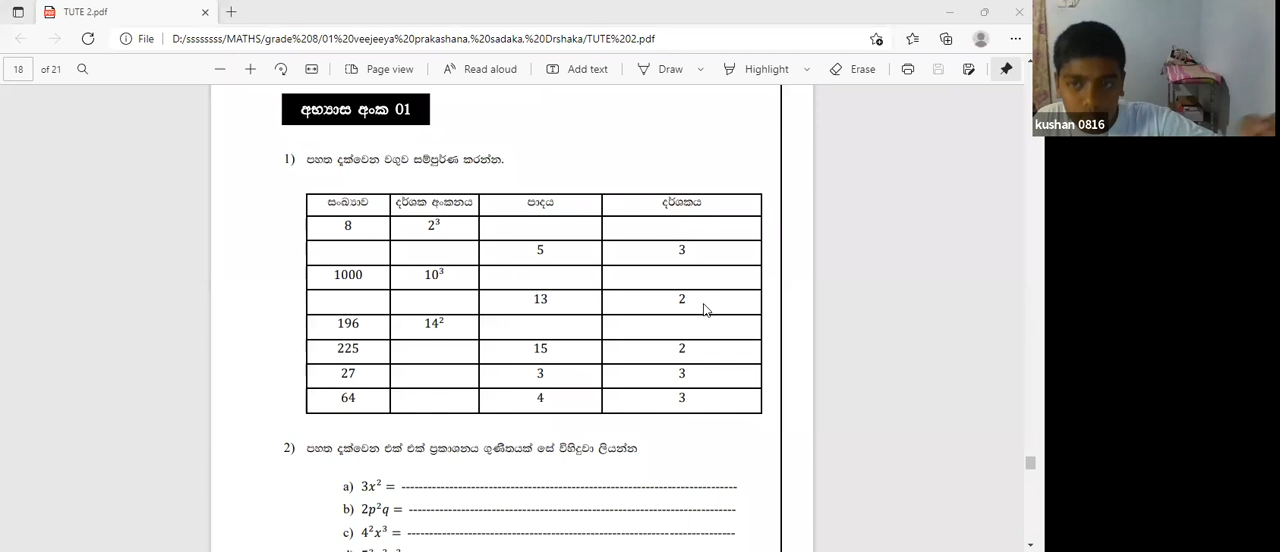 TUTE 2.pdf
File D:/ssssssss/MATHS/grade%208/01%20veejeeya%20prakashana.%20sadaka.%20Drshaka/TUTE%202.pdf
18 of 21 Page view Read aloud Add text Draw Highlight Erase
kushan 0816
අභ්‍යාස අංක 01
1) පහත දැක්වෙන වගුව සම්පුර්ණ කරන්න.
සංඛ්‍යාව දර්ශක අංකනය පාදය දර්ශකය
8 2³
5 3
1000 10³
13 2
196 14²
225 15 2
27 3 3
64 4 3
2) පහත දැක්වෙන එක් එක් ප්‍රකාශනය ගුණිතයක් සේ විහිදුවා ලියන්න
a) 3x² = ------------------------------------------------------------
b) 2p²q = ------------------------------------------------------------
c) 4²x³ = ------------------------------------------------------------